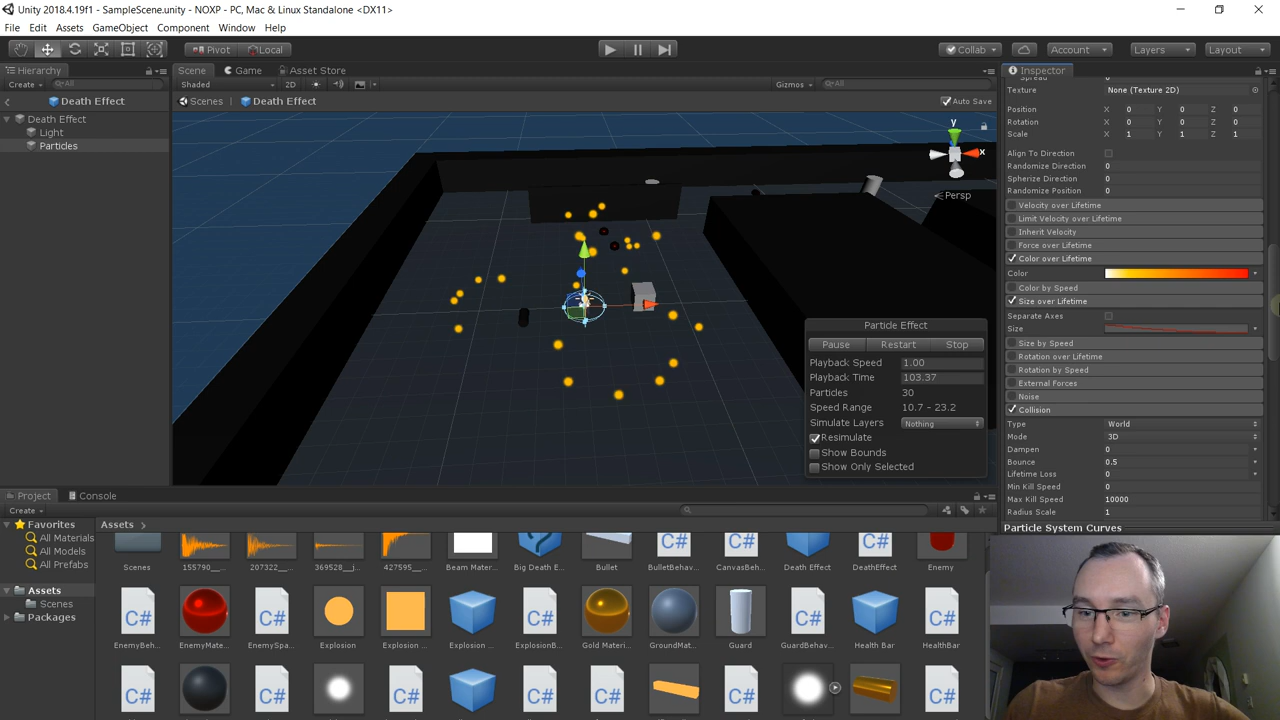 Unity 2018.4.19f1 - SampleScene.unity - NOXP - PC, Mac & Linux Standalone <DX11>
File Edit Assets GameObject Component Window Help
Pivot Local Collab Account Layers Layout
Hierarchy
Create All
Death Effect
Death Effect
Light
Particles
Scene Game Asset Store
Shaded 2D Gizmos All
Scenes Death Effect Auto Save
y
x
Persp
Particle Effect
Pause Restart Stop
Playback Speed 1.00
Playback Time 103.37
Particles 30
Speed Range 10.7 - 23.2
Simulate Layers Nothing
Resimulate
Show Bounds
Show Only Selected
Inspector
Spread 0
Texture None (Texture 2D)
Position X 0 Y 0 Z 0
Rotation X 0 Y 0 Z 0
Scale X 1 Y 1 Z 1
Align To Direction
Randomize Direction 0
Spherize Direction 0
Randomize Position 0
Velocity over Lifetime
Limit Velocity over Lifetime
Inherit Velocity
Force over Lifetime
Color over Lifetime
Color
Color by Speed
Size over Lifetime
Separate Axes
Size
Size by Speed
Rotation over Lifetime
Rotation by Speed
External Forces
Noise
Collision
Type World
Mode 3D
Dampen 0
Bounce 0.5
Lifetime Loss 0
Min Kill Speed 0
Max Kill Speed 10000
Radius Scale 1
Particle System Curves
Project Console
Create
Favorites
All Materials
All Models
All Prefabs
Assets
Scenes
Packages
Assets
C# C# C#
Scenes 155790__... 207322__... 369528__j... 427595__... Beam Mater... Big Death E... Bullet BulletBehav... CanvasBeha... Death Effect DeathEffect Enemy
C# C# C# C# C#
EnemyBeh... EnemyMate... EnemySpa... Explosion Explosion ... Explosion ... ExplosionB... Gold Materi... GroundMat... Guard GuardBehav... Health Bar HealthBar
C# C# C# C# C#